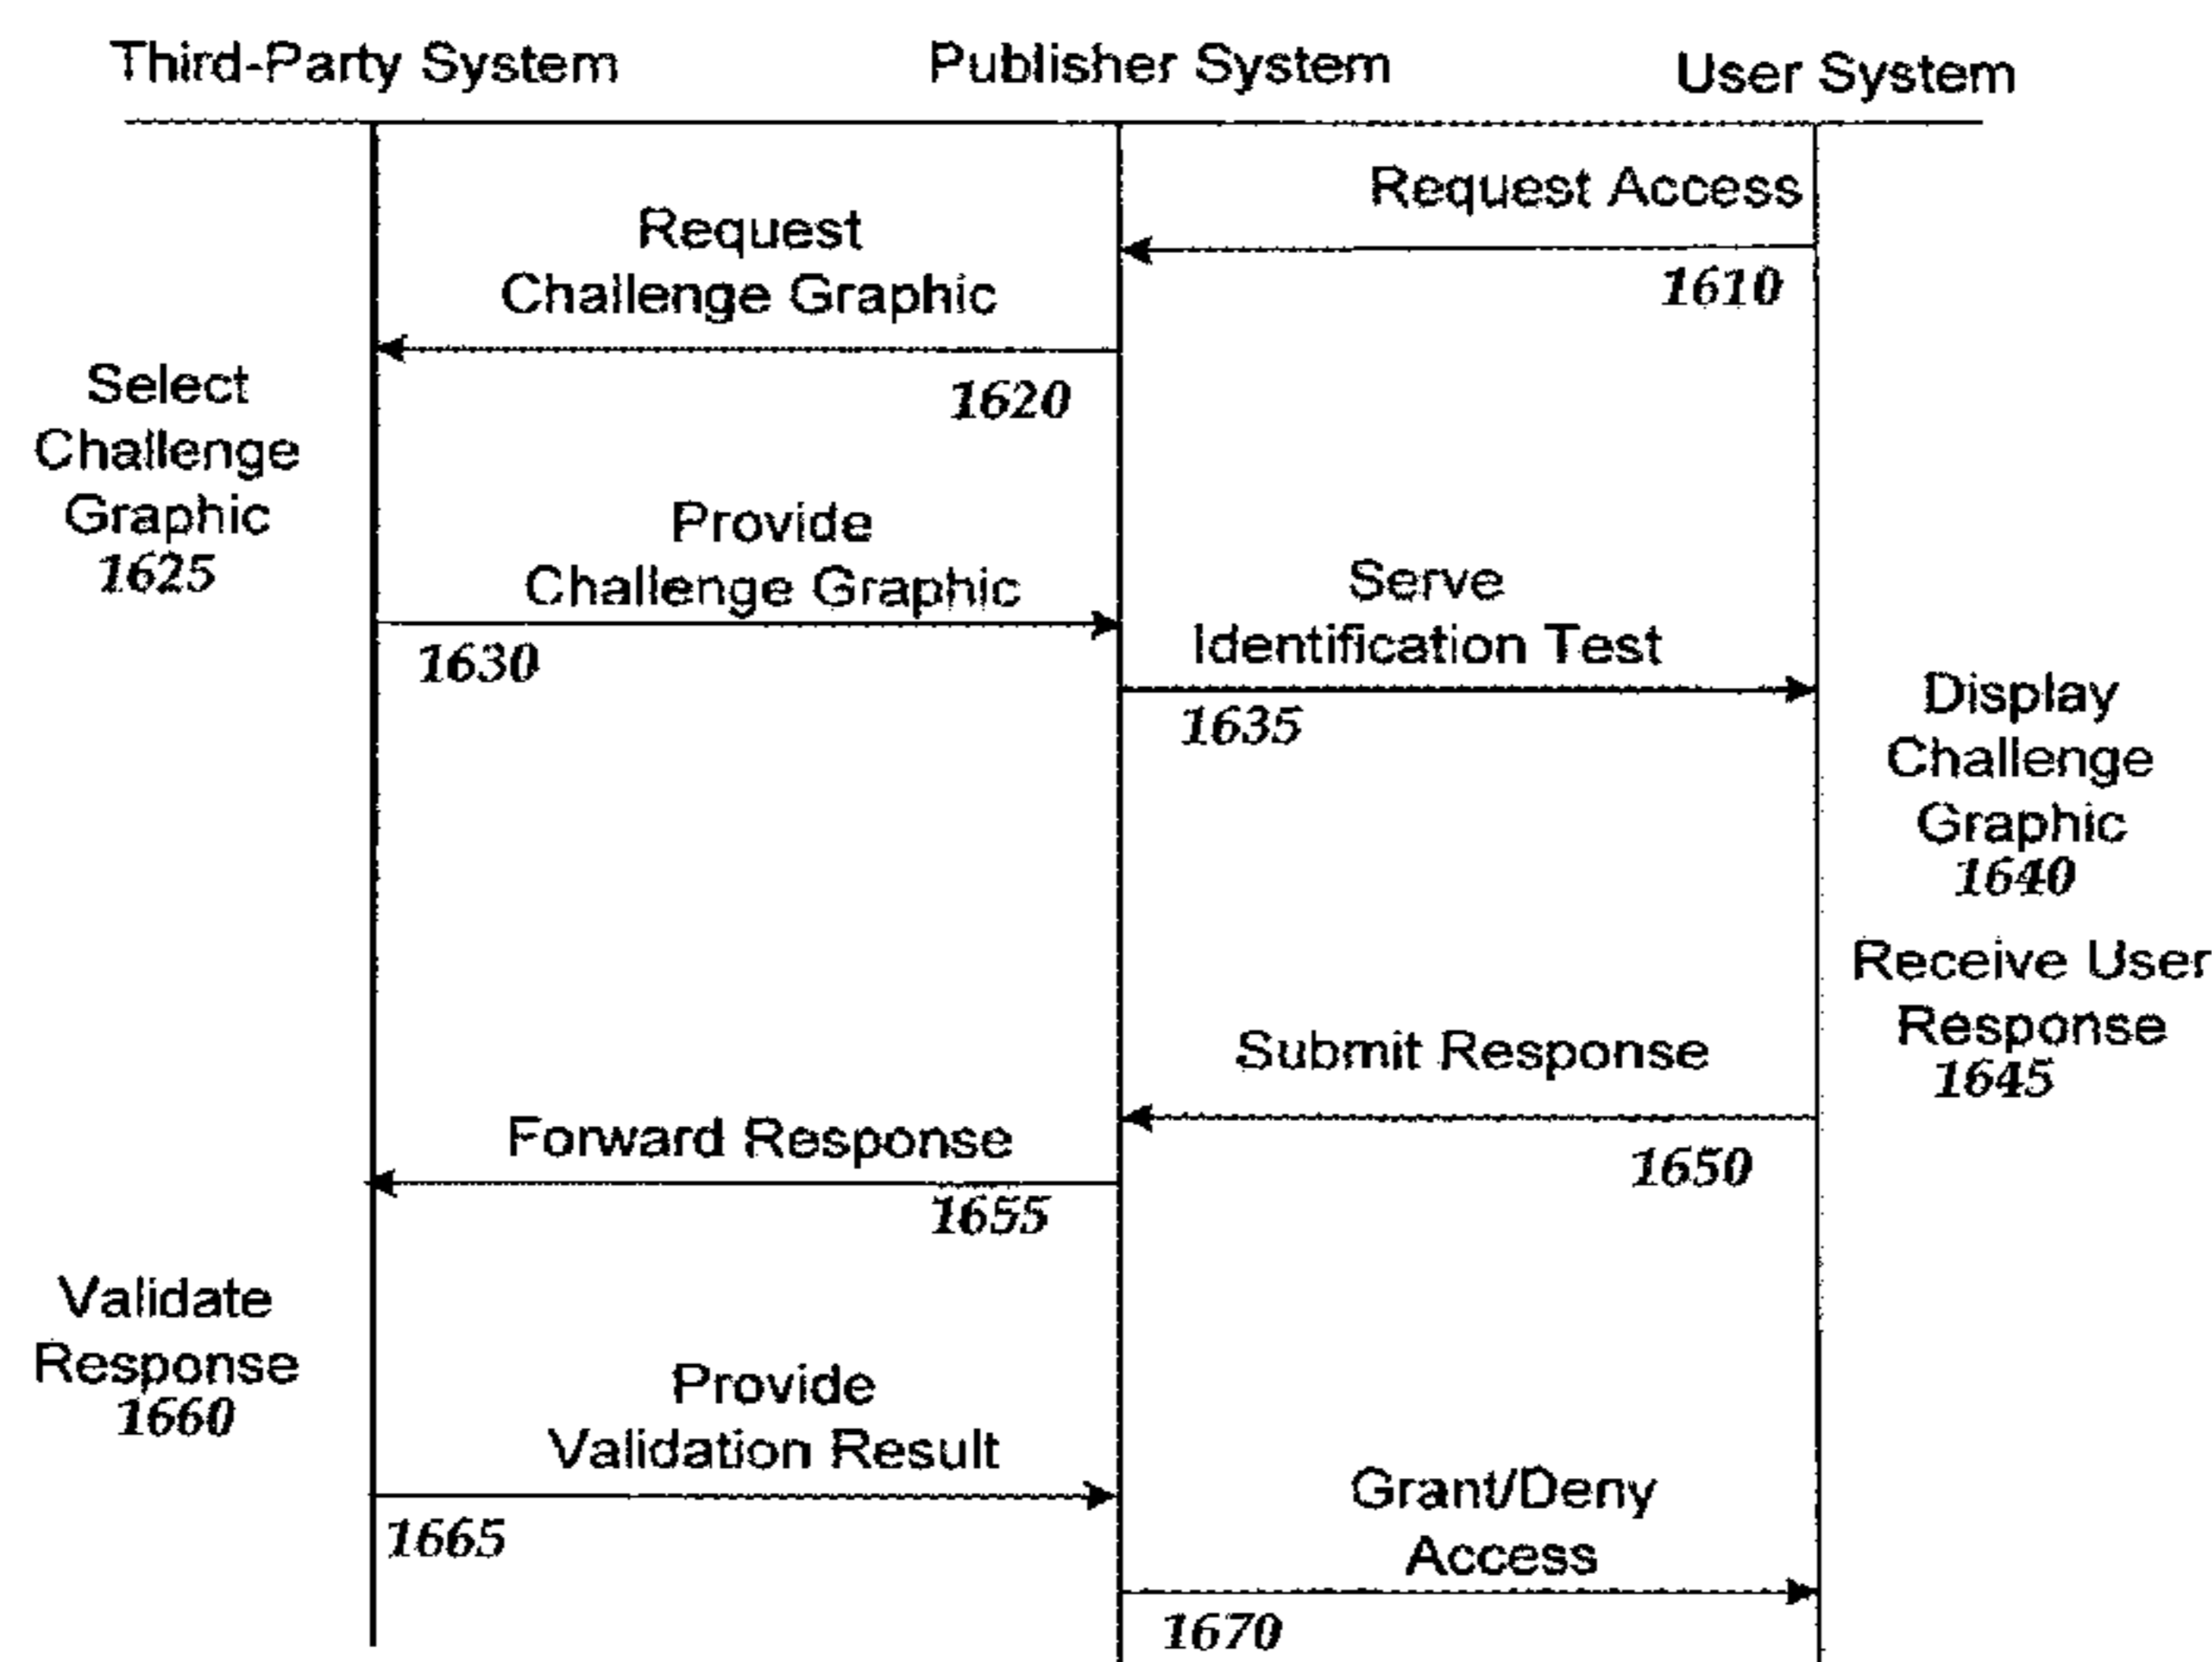 Third-Party System
Publisher System
User System
Request Access
1610
Request
Challenge Graphic
1620
Select
Challenge
Graphic
1625
Provide
Challenge Graphic
1630
Serve
Identification Test
1635
Display
Challenge
Graphic
1640
Receive User
Response
1645
Submit Response
1650
Forward Response
1655
Validate
Response
1660
Provide
Validation Result
1665
Grant/Deny
Access
1670